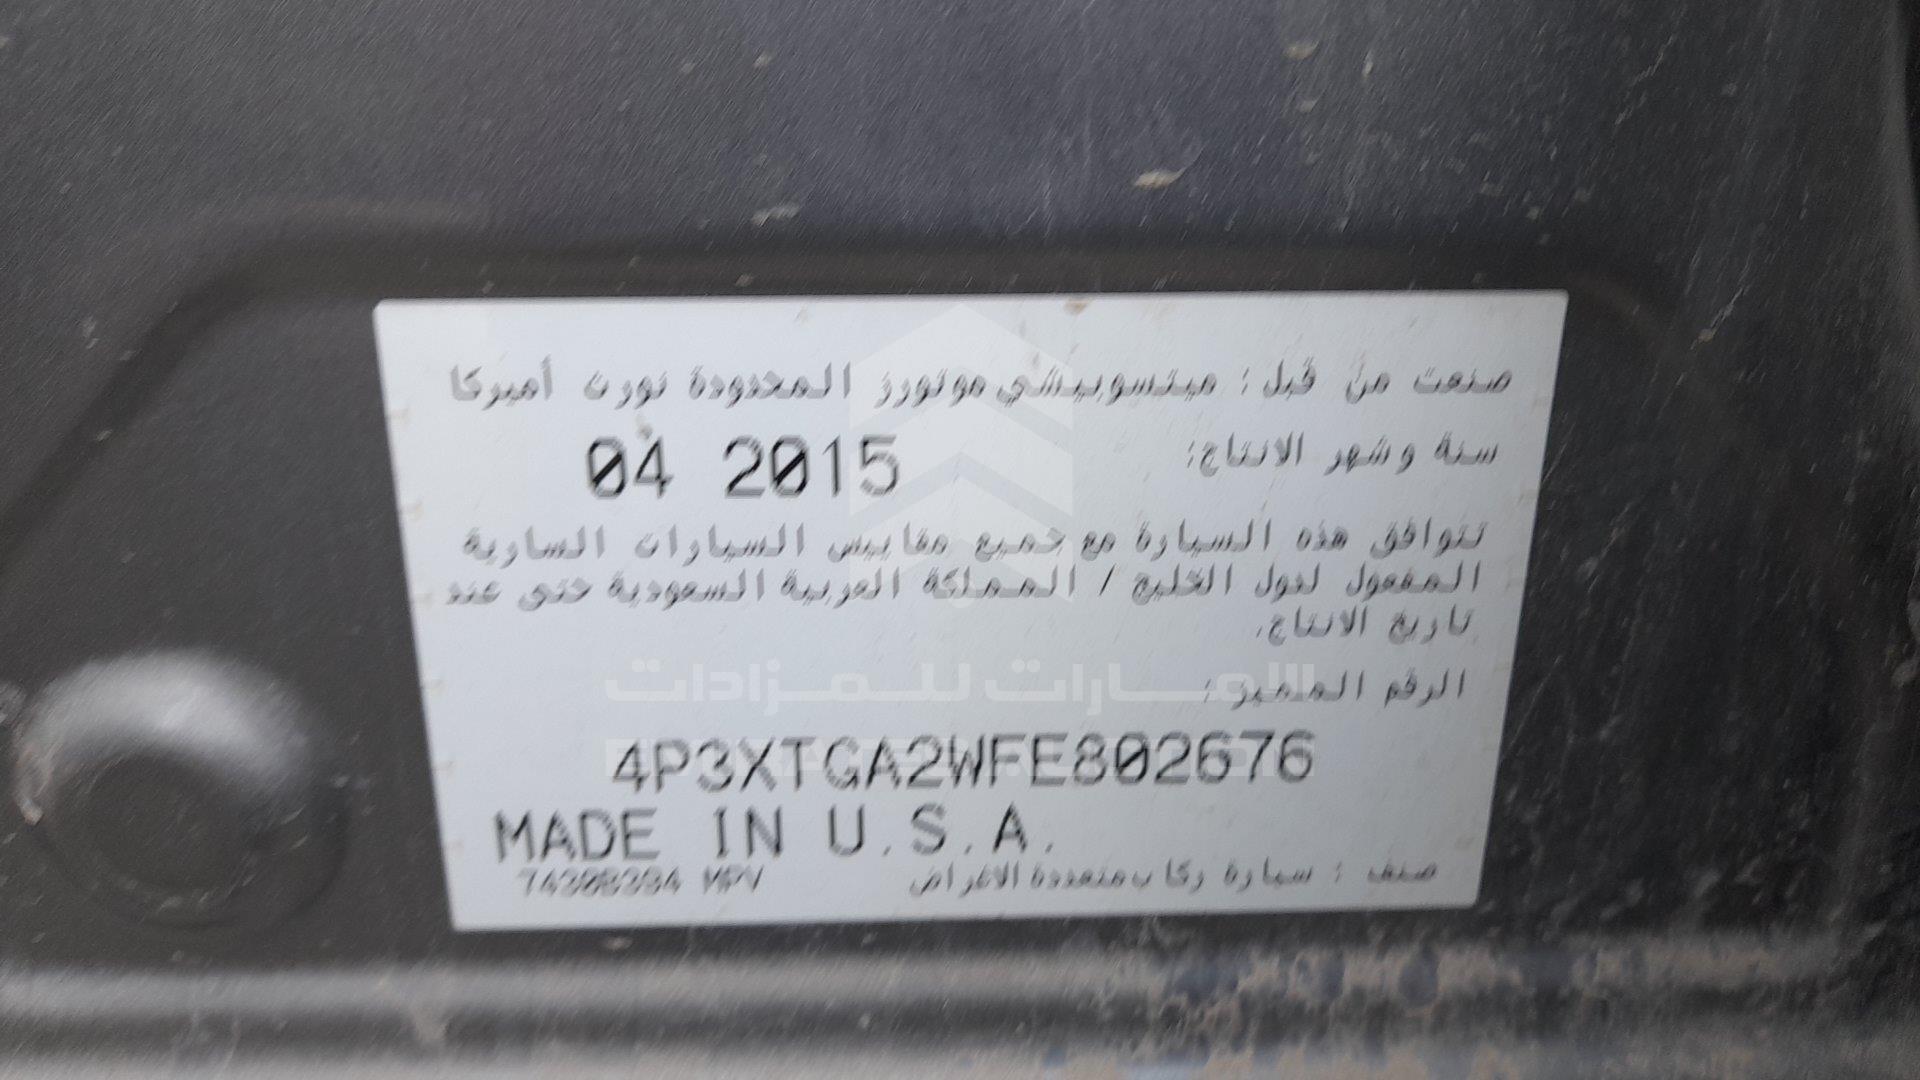 صنعت من قبل: ميتسوبيشي موتورز المحدودة نورث أميركا
سنة وشهر الانتاج:
04 2015
تتوافق هذه السيارة مع جميع مقاييس السيارات السارية
المفعول لدول الخليج / المملكة العربية السعودية حتى عند
تاريخ الانتاج.
الامارات للمزادات
الرقم المميز:
4P3XTGA2WFE802676
MADE IN U.S.A.
صنف: سيارة ركاب متعددة الاغراض
MPV